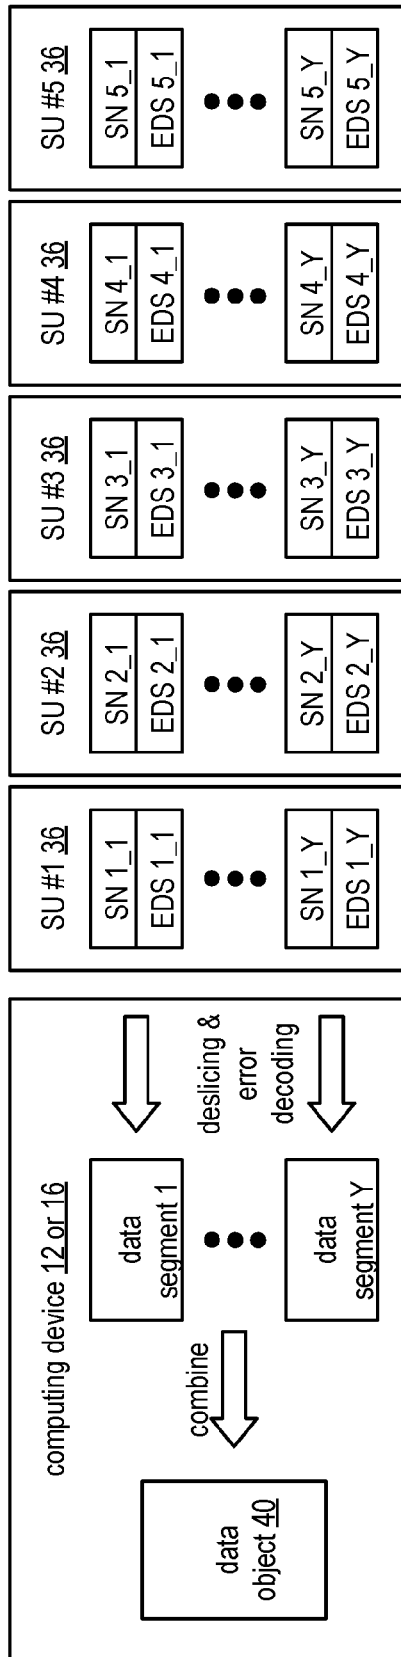 computing device 12 or 16
data
object 40
combine
data
segment 1
data
segment Y
deslicing &
error
decoding
SU #1 36
SN 1_1
EDS 1_1
SN 1_Y
EDS 1_Y
SU #2 36
SN 2_1
EDS 2_1
SN 2_Y
EDS 2_Y
SU #3 36
SN 3_1
EDS 3_1
SN 3_Y
EDS 3_Y
SU #4 36
SN 4_1
EDS 4_1
SN 4_Y
EDS 4_Y
SU #5 36
SN 5_1
EDS 5_1
SN 5_Y
EDS 5_Y